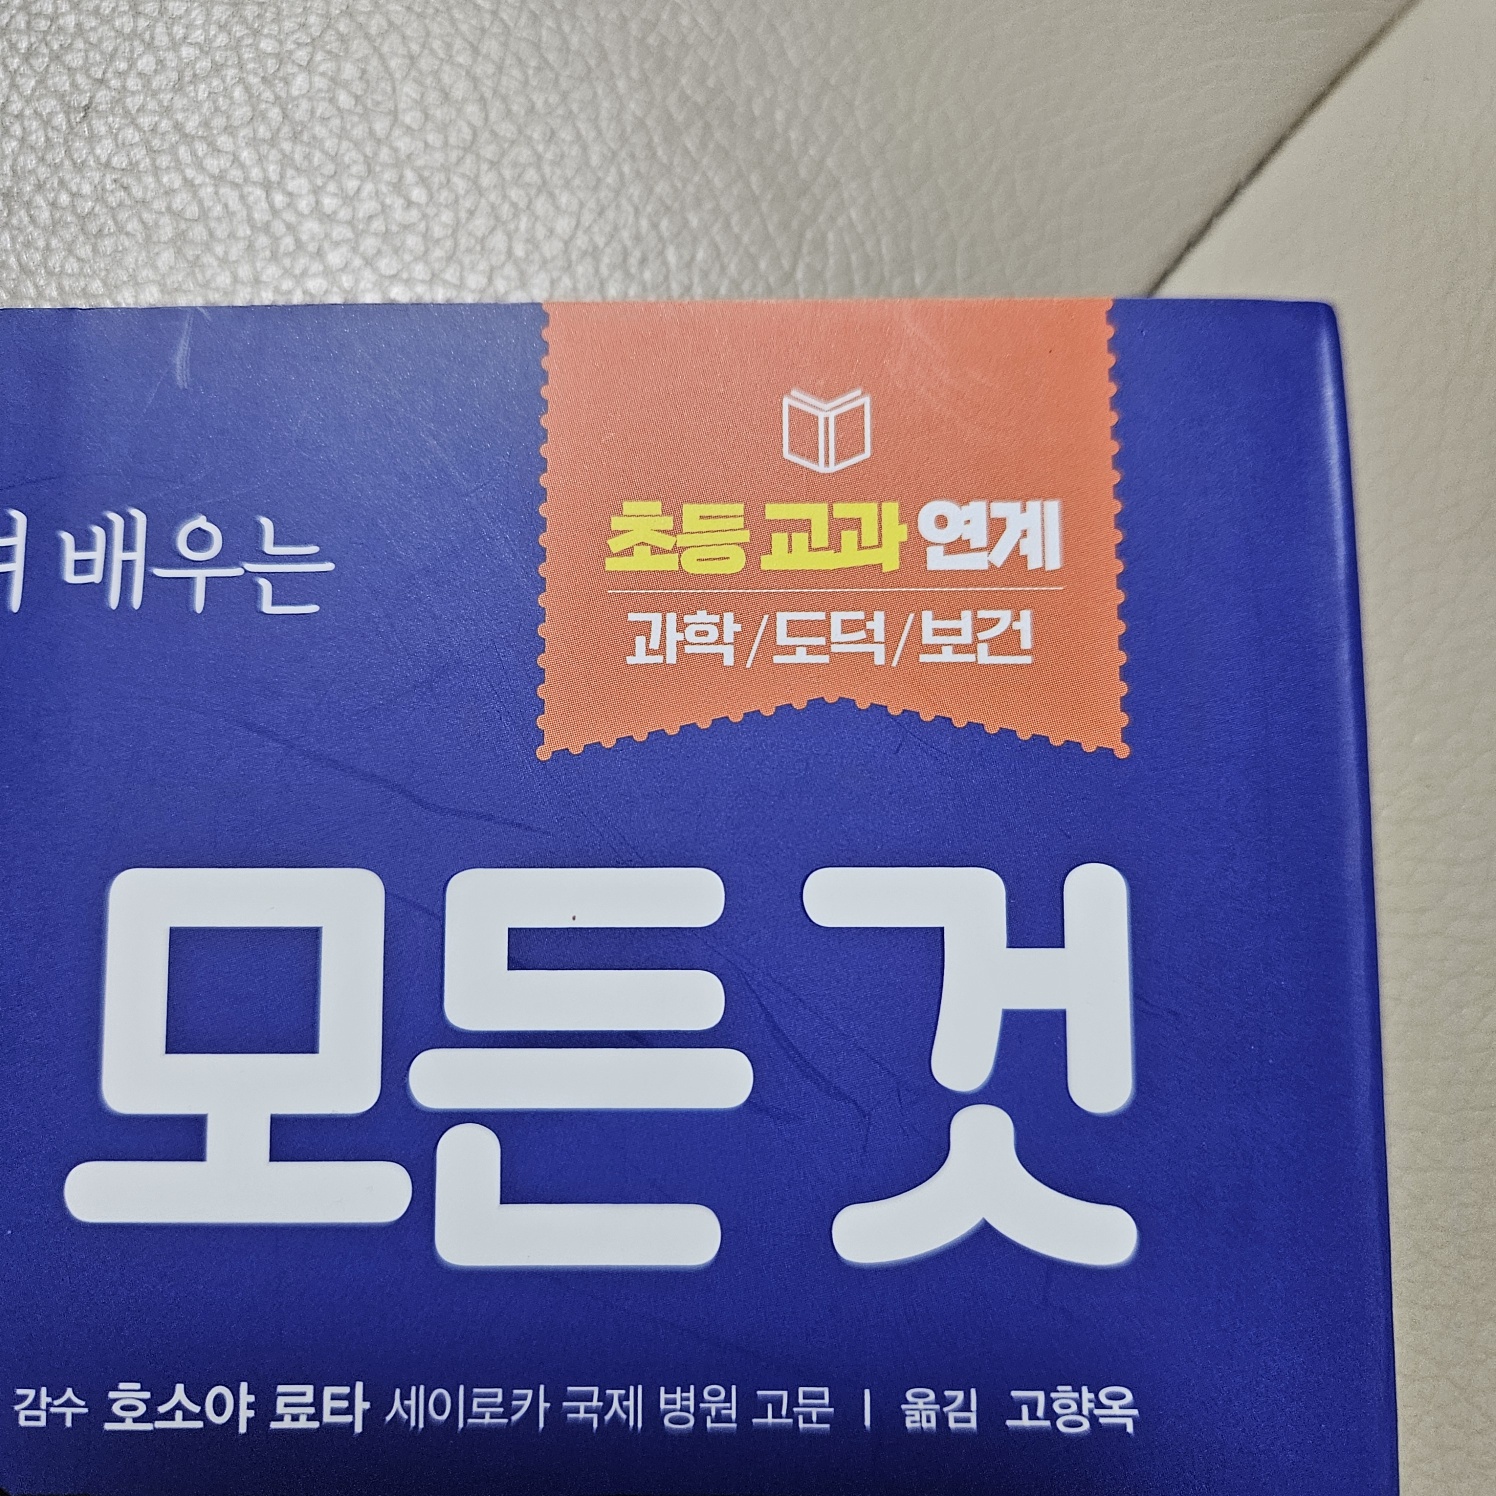 초등 교과 연계
과학/도덕/보건
배우는
모든 것
감수 호소야 료타 세이로카 국제 병원 고문 | 옮김 고향옥